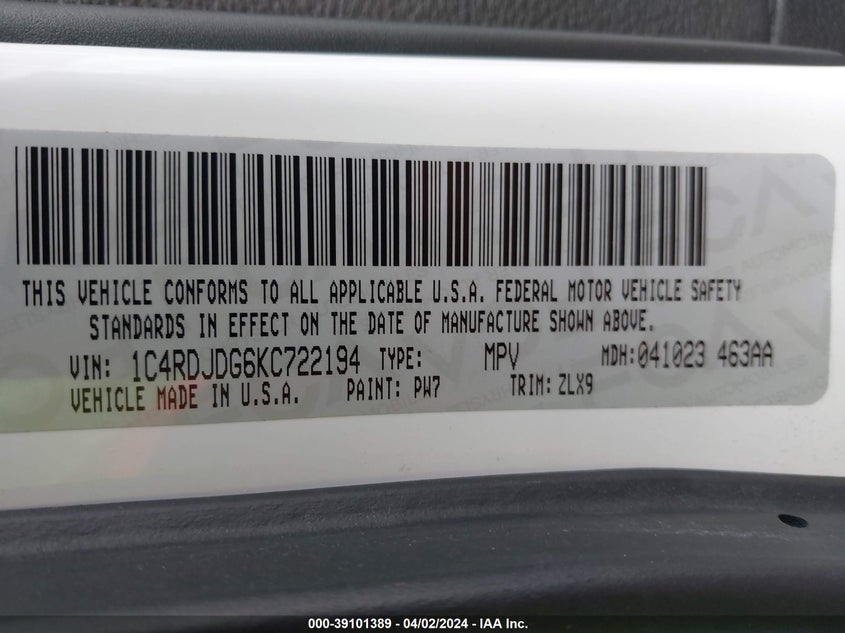 THIS VEHICLE CONFORMS TO ALL APPLICABLE U.S.A. FEDERAL MOTOR VEHICLE SAFETY
STANDARDS IN EFFECT ON THE DATE OF MANUFACTURE SHOWN ABOVE.
VIN: 1C4RDJDG6KC722194 TYPE: MPV MDH: 041023 463AA
VEHICLE MADE IN U.S.A. PAINT: PW7 TRIM: ZLX9
000-39101389 - 04/02/2024 - IAA Inc.